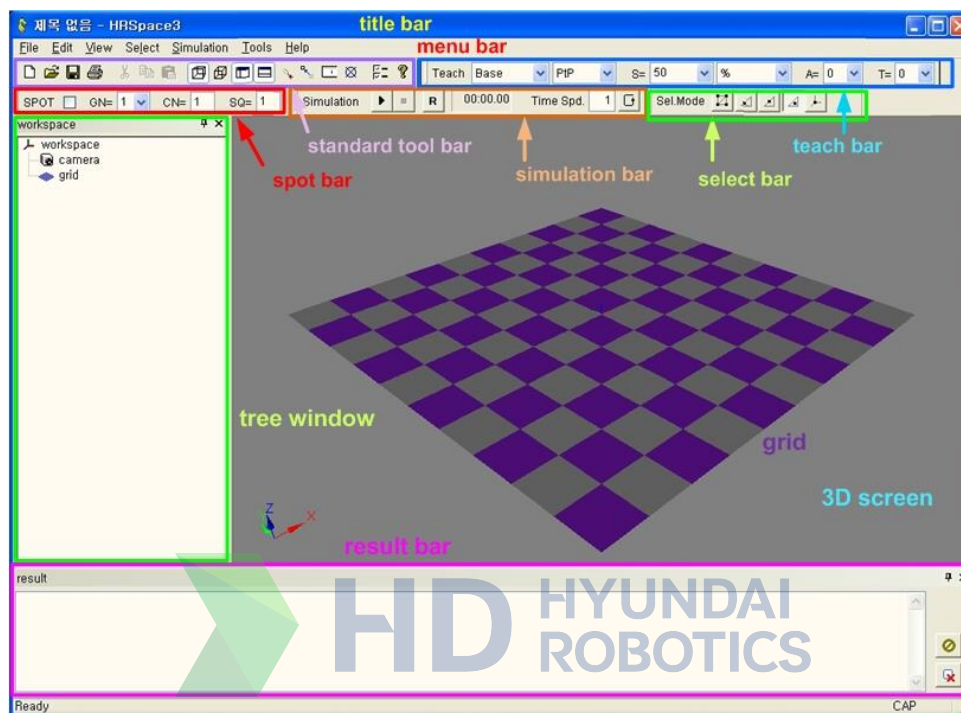 제목 없음 - HRSpace3 title bar
File Edit View Select Simulation Tools Help menu bar
Teach Base PtP S= 50 % A= 0 T= 0
SPOT GN= 1 CN= 1 SQ= 1 Simulation R 00:00.00 Time Spd. 1 Sel.Mode
workspace
standard tool bar
teach bar
workspace
camera
grid
spot bar
simulation bar
select bar
tree window
grid
3D screen
Z
X
result bar
result
HD HYUNDAI
ROBOTICS
Ready CAP